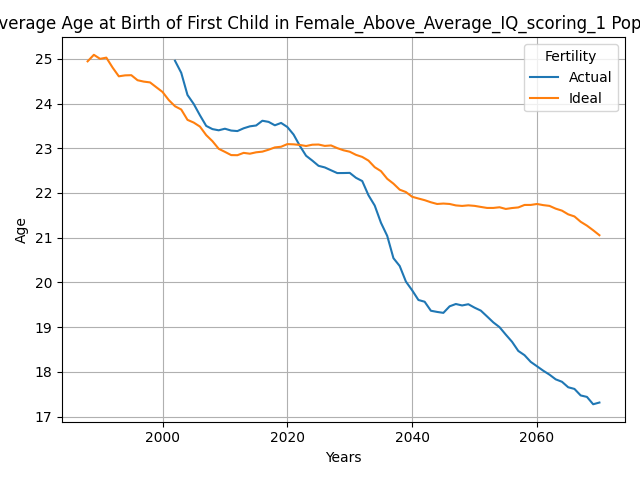 verage Age at Birth of First Child in Female_Above_Average_IQ_scoring_1 Pop
Fertility
Actual
Ideal
25
24
23
22
21
20
19
18
17
Age
2000
2020
2040
2060
Years